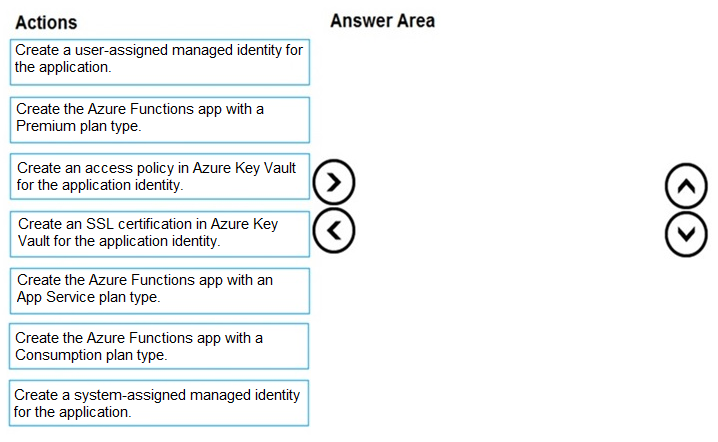 Actions
Answer Area
Create a user-assigned managed identity for
the application.
Create the Azure Functions app with a
Premium plan type.
Create an access policy in Azure Key Vault
for the application identity.
Create an SSL certification in Azure Key
Vault for the application identity.
Create the Azure Functions app with an
App Service plan type.
Create the Azure Functions app with a
Consumption plan type.
Create a system-assigned managed identity
for the application.